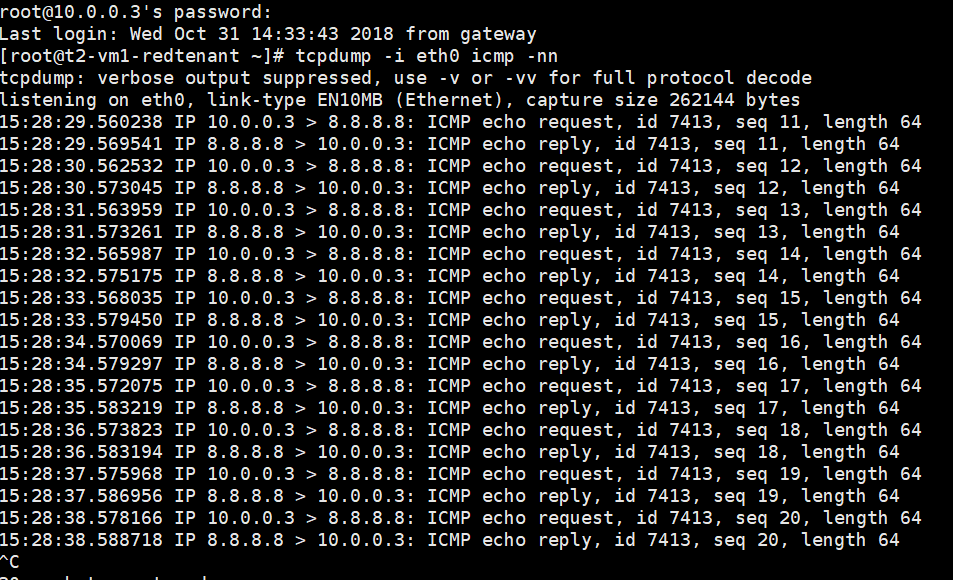 root@10.0.0.3's password:
Last login: Wed Oct 31 14:33:43 2018 from gateway
[root@t2-vm1-redtenant ~]# tcpdump -i eth0 icmp -nn
tcpdump: verbose output suppressed, use -v or -vv for full protocol decode
listening on eth0, link-type EN10MB (Ethernet), capture size 262144 bytes
15:28:29.560238 IP 10.0.0.3 > 8.8.8.8: ICMP echo request, id 7413, seq 11, length 64
15:28:29.569541 IP 8.8.8.8 > 10.0.0.3: ICMP echo reply, id 7413, seq 11, length 64
15:28:30.562532 IP 10.0.0.3 > 8.8.8.8: ICMP echo request, id 7413, seq 12, length 64
15:28:30.573045 IP 8.8.8.8 > 10.0.0.3: ICMP echo reply, id 7413, seq 12, length 64
15:28:31.563959 IP 10.0.0.3 > 8.8.8.8: ICMP echo request, id 7413, seq 13, length 64
15:28:31.573261 IP 8.8.8.8 > 10.0.0.3: ICMP echo reply, id 7413, seq 13, length 64
15:28:32.565987 IP 10.0.0.3 > 8.8.8.8: ICMP echo request, id 7413, seq 14, length 64
15:28:32.575175 IP 8.8.8.8 > 10.0.0.3: ICMP echo reply, id 7413, seq 14, length 64
15:28:33.568035 IP 10.0.0.3 > 8.8.8.8: ICMP echo request, id 7413, seq 15, length 64
15:28:33.579450 IP 8.8.8.8 > 10.0.0.3: ICMP echo reply, id 7413, seq 15, length 64
15:28:34.570069 IP 10.0.0.3 > 8.8.8.8: ICMP echo request, id 7413, seq 16, length 64
15:28:34.579297 IP 8.8.8.8 > 10.0.0.3: ICMP echo reply, id 7413, seq 16, length 64
15:28:35.572075 IP 10.0.0.3 > 8.8.8.8: ICMP echo request, id 7413, seq 17, length 64
15:28:35.583219 IP 8.8.8.8 > 10.0.0.3: ICMP echo reply, id 7413, seq 17, length 64
15:28:36.573823 IP 10.0.0.3 > 8.8.8.8: ICMP echo request, id 7413, seq 18, length 64
15:28:36.583194 IP 8.8.8.8 > 10.0.0.3: ICMP echo reply, id 7413, seq 18, length 64
15:28:37.575968 IP 10.0.0.3 > 8.8.8.8: ICMP echo request, id 7413, seq 19, length 64
15:28:37.586956 IP 8.8.8.8 > 10.0.0.3: ICMP echo reply, id 7413, seq 19, length 64
15:28:38.578166 IP 10.0.0.3 > 8.8.8.8: ICMP echo request, id 7413, seq 20, length 64
15:28:38.588718 IP 8.8.8.8 > 10.0.0.3: ICMP echo reply, id 7413, seq 20, length 64
^C